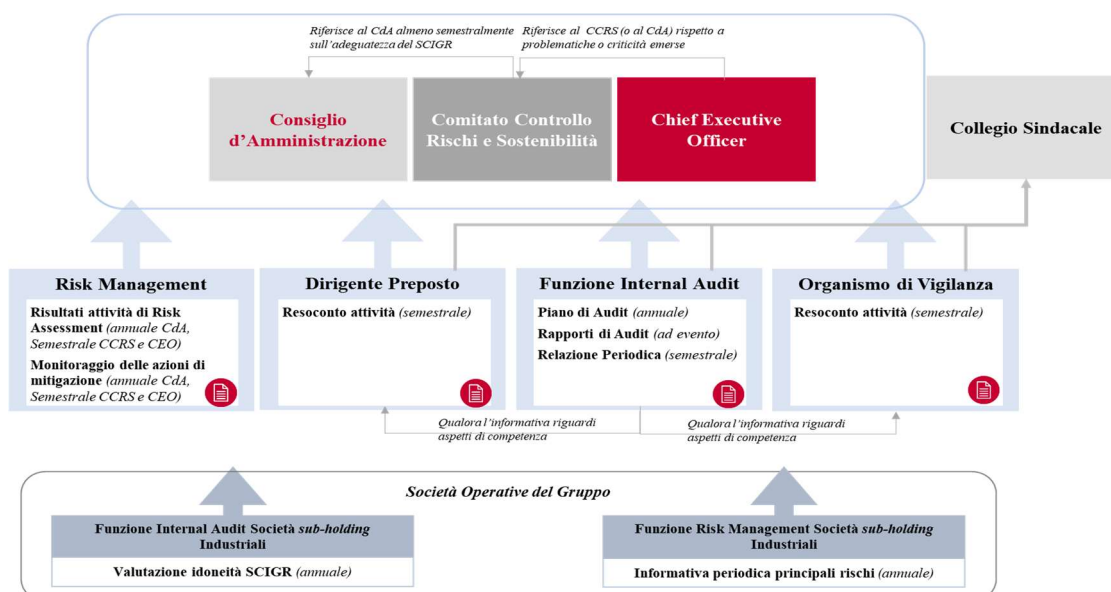 Riferisce al CdA almeno semestralmente
sull'adeguatezza del SCIGR
Riferisce al CCRS (o al CdA) rispetto a
problematiche o criticità emerse
Consiglio
d'Amministrazione
Comitato Controllo
Rischi e Sostenibilità
Chief Executive
Officer
Collegio Sindacale
Risk Management
Risultati attività di Risk
Assessment (annuale CdA,
Semestrale CCRS e CEO)
Monitoraggio delle azioni di
mitigazione (annuale CdA,
Semestrale CCRS e CEO)
Dirigente Preposto
Resoconto attività (semestrale)
Funzione Internal Audit
Piano di Audit (annuale)
Rapporti di Audit (ad evento)
Relazione Periodica (semestrale)
Organismo di Vigilanza
Resoconto attività (semestrale)
Qualora l'informativa riguardi
aspetti di competenza
Qualora l'informativa riguardi
aspetti di competenza
Società Operative del Gruppo
Funzione Internal Audit Società sub-holding
Industriali
Valutazione idoneità SCIGR (annuale)
Funzione Risk Management Società sub-holding
Industriali
Informativa periodica principali rischi (annuale)